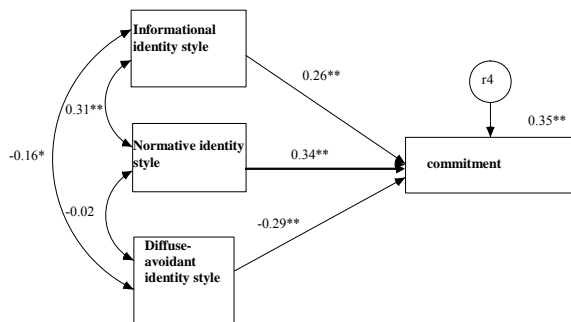 Informational
identity style
r4
0.26**
0.31**
0.35**
Normative identity
style
0.34**
commitment
-0.16*
-0.02
-0.29**
Diffuse-
avoidant
identity style